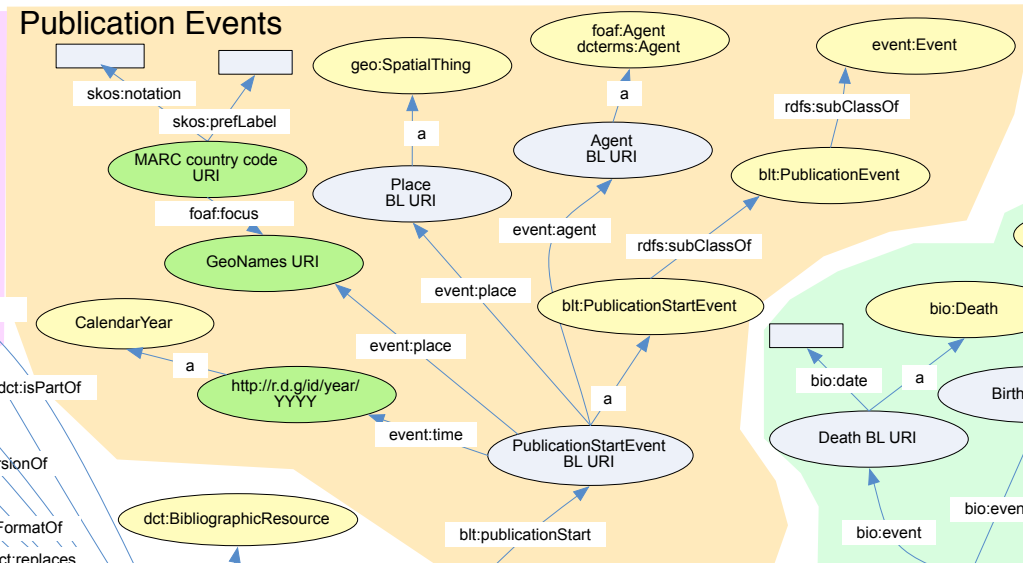 Publication Events
foaf:Agent
dcterms:Agent
event:Event
geo:SpatialThing
skos:notation
a
rdfs:subClassOf
skos:prefLabel
a
Agent
BL URI
MARC country code
URI
blt:PublicationEvent
Place
BL URI
foaf:focus
event:agent
rdfs:subClassOf
GeoNames URI
event:place
blt:PublicationStartEvent
bio:Death
CalendarYear
event:place
a
bio:date
a
dct:isPartOf
http://r.d.g/id/year/
YYYY
Birth
a
event:time
PublicationStartEvent
BL URI
Death BL URI
rsionOf
bio:even
dct:BibliographicResource
FormatOf
blt:publicationStart
bio:event
ct:replaces